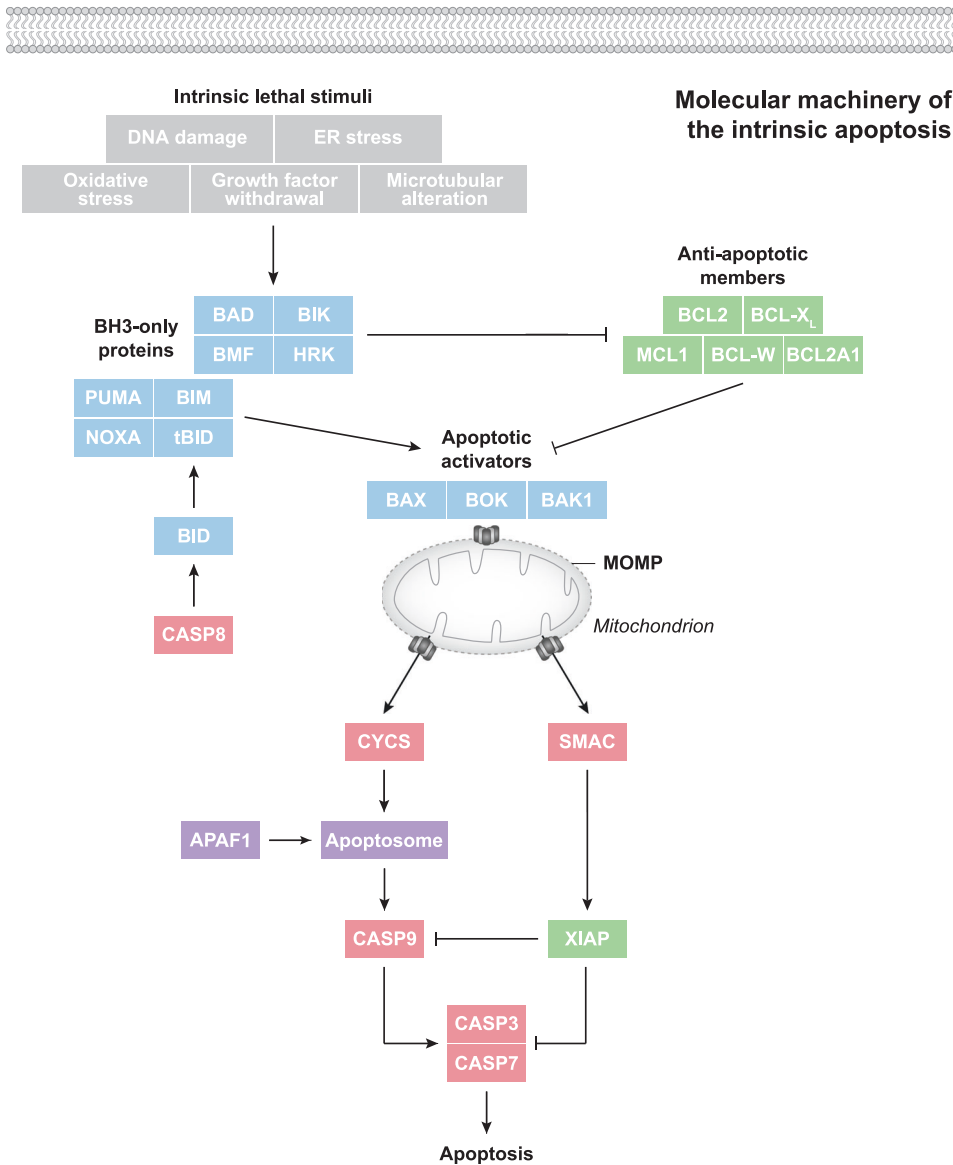 Molecular machinery of
the intrinsic apoptosis
Intrinsic lethal stimuli
DNA damage
ER stress
Oxidative
stress
Growth factor
withdrawal
Microtubular
alteration
BH3-only
proteins
BAD
BIK
BMF
HRK
PUMA
BIM
NOXA
tBID
BID
CASP8
Anti-apoptotic
members
BCL2
BCL-XL
MCL1
BCL-W
BCL2A1
Apoptotic
activators
BAX
BOK
BAK1
MOMP
Mitochondrion
CYCS
SMAC
APAF1
Apoptosome
CASP9
XIAP
CASP3
CASP7
Apoptosis